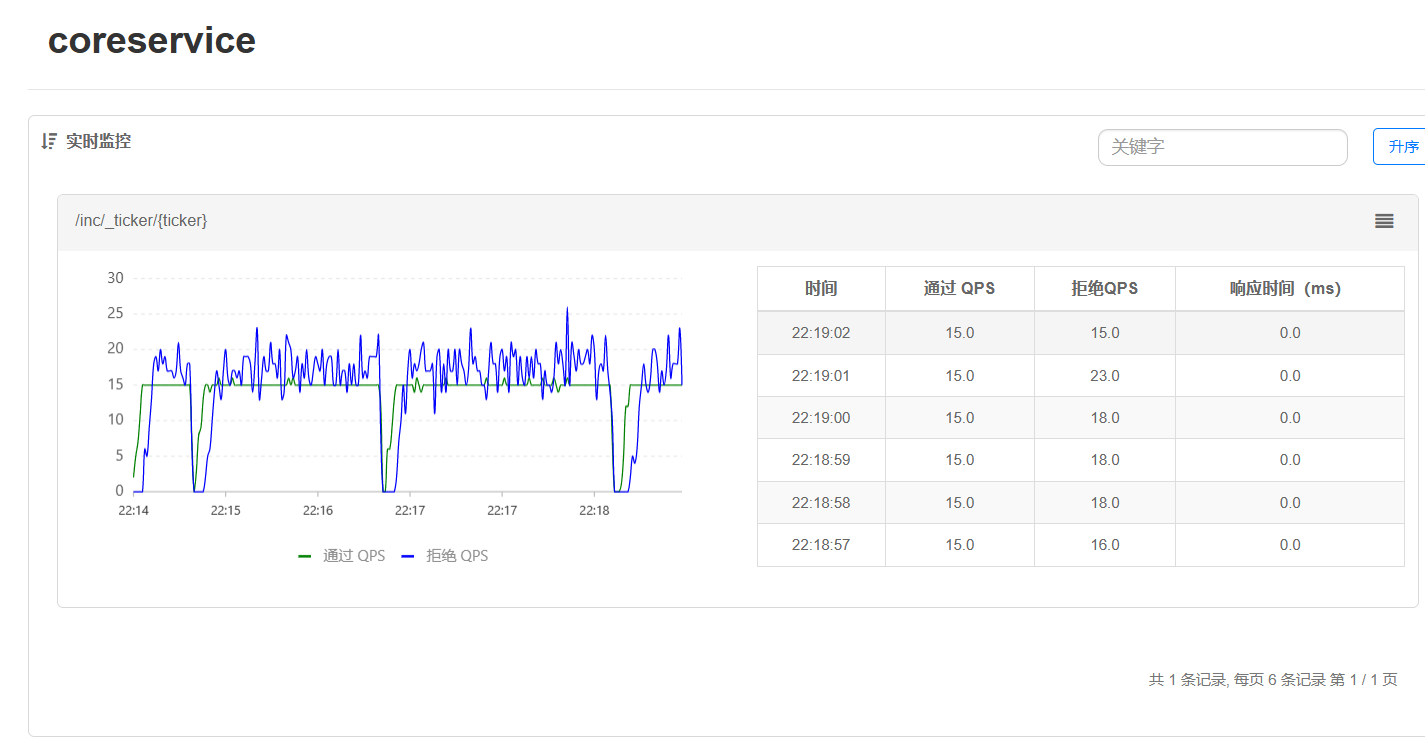 coreservice
实时监控
关键字
升序
/inc/_ticker/{ticker}
30
25
20
15
10
5
0
22:14 22:15 22:16 22:17 22:17 22:18
通过 QPS 拒绝 QPS
时间 通过 QPS 拒绝QPS 响应时间（ms）
22:19:02 15.0 15.0 0.0
22:19:01 15.0 23.0 0.0
22:19:00 15.0 18.0 0.0
22:18:59 15.0 18.0 0.0
22:18:58 15.0 18.0 0.0
22:18:57 15.0 16.0 0.0
共 1 条记录, 每页 6 条记录 第 1 / 1 页